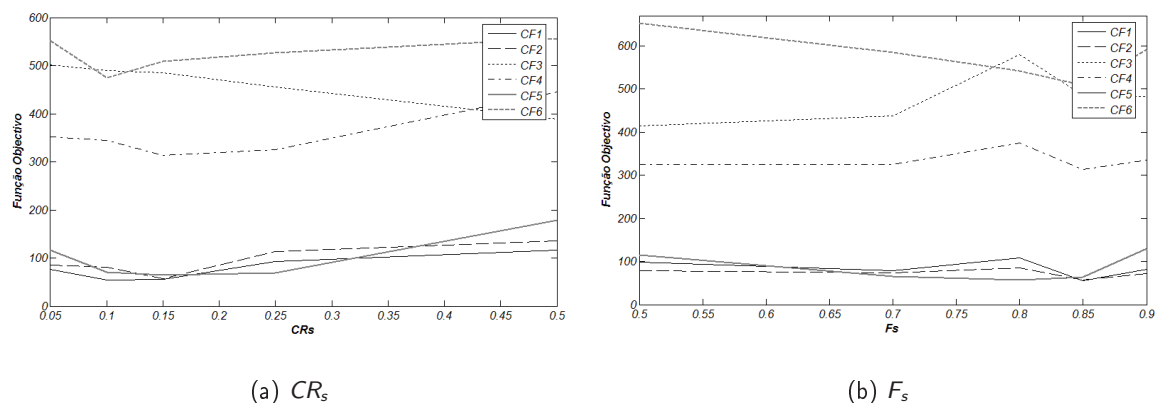 600
500
400
300
200
100
0
Função Objectivo
0.05
0.1
0.15
0.2
0.25
0.3
0.35
0.4
0.45
0.5
CRs
CF1
CF2
CF3
CF4
CF5
CF6
(a) CRs
600
500
400
300
200
100
0
Função Objectivo
0.5
0.55
0.6
0.65
0.7
0.75
0.8
0.85
0.9
Fs
CF1
CF2
CF3
CF4
CF5
CF6
(b) Fs